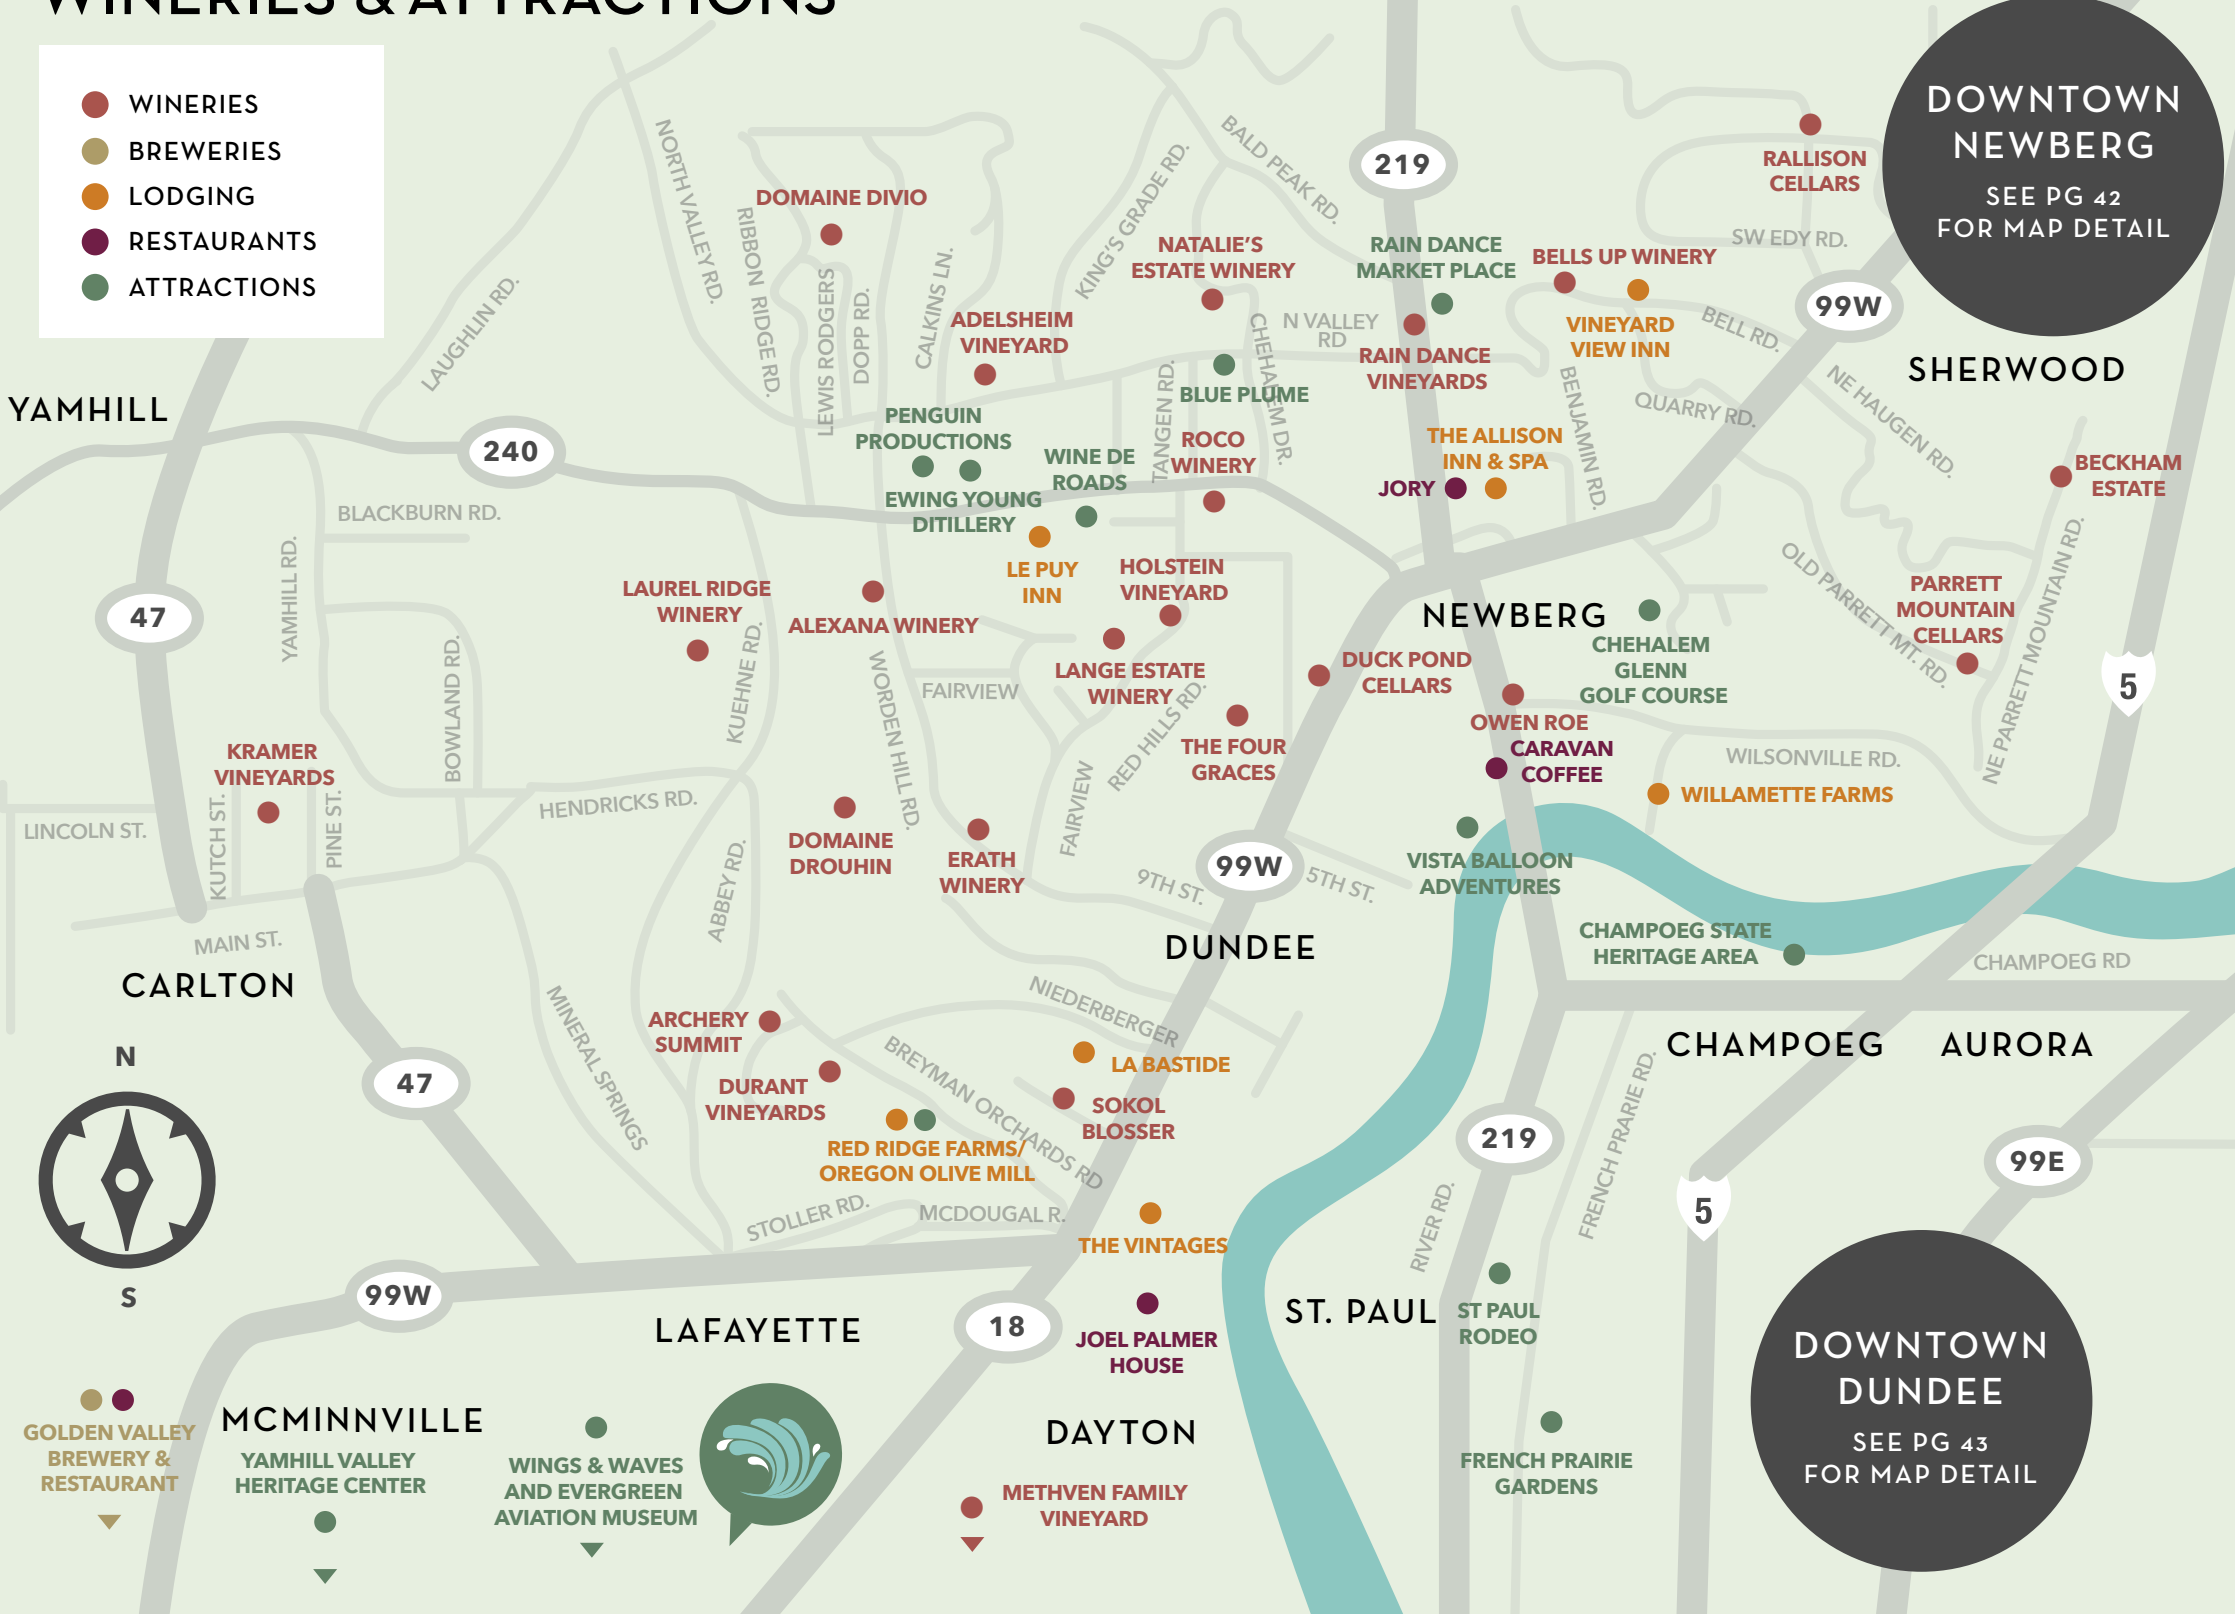 WINERIES & ATTRACTIONS
WINERIES
BREWERIES
LODGING
RESTAURANTS
ATTRACTIONS
DOWNTOWN
NEWBERG
SEE PG 42
FOR MAP DETAIL
RALLISON
CELLARS
219
BALD PEAK RD.
KING'S GRADE RD.
NORTH VALLEY RD.
RIBBON RIDGE RD.
DOMAINE DIVIO
LEWIS RODGERS
DOPP RD.
CALKINS LN.
LAUGHLIN RD.
NATALIE'S
ESTATE WINERY
RAIN DANCE
MARKET PLACE
BELLS UP WINERY
SW EDY RD.
99W
ADELSHEIM
VINEYARD
N VALLEY
RD
CHEHALEM DR.
RAIN DANCE
VINEYARDS
VINEYARD
VIEW INN
BELL RD.
SHERWOOD
YAMHILL
240
BLUE PLUME
TANGEN RD.
BENJAMIN RD.
QUARRY RD.
NE HAUGEN RD.
PENGUIN
PRODUCTIONS
WINE DE
ROADS
ROCO
WINERY
THE ALLISON
INN & SPA
JORY
BECKHAM
ESTATE
EWING YOUNG
DITILLERY
BLACKBURN RD.
YAMHILL RD.
LE PUY
INN
HOLSTEIN
VINEYARD
47
LAUREL RIDGE
WINERY
ALEXANA WINERY
NEWBERG
CHEHALEM
GLENN
GOLF COURSE
OLD PARRETT MT. RD.
PARRETT
MOUNTAIN
CELLARS
NE PARRETT MOUNTAIN RD.
5
BOWLAND RD.
KUEHNE RD.
WORDEN HILL RD.
FAIRVIEW
LANGE ESTATE
WINERY
RED HILLS RD.
DUCK POND
CELLARS
OWEN ROE
CARAVAN
COFFEE
THE FOUR
GRACES
WILSONVILLE RD.
WILLAMETTE FARMS
KRAMER
VINEYARDS
LINCOLN ST.
KUTCH ST.
PINE ST.
HENDRICKS RD.
DOMAINE
DROUHIN
ERATH
WINERY
FAIRVIEW
ABBEY RD.
99W
9TH ST.
5TH ST.
VISTA BALLOON
ADVENTURES
MAIN ST.
CARLTON
DUNDEE
CHAMPOEG STATE
HERITAGE AREA
CHAMPOEG RD
MINERAL SPRINGS
ARCHERY
SUMMIT
NIEDERBERGER
CHAMPOEG
AURORA
N
S
47
DURANT
VINEYARDS
BREYMAN ORCHARDS RD
LA BASTIDE
SOKOL
BLOSSER
RED RIDGE FARMS/
OREGON OLIVE MILL
219
FRENCH PRARIE RD.
99E
5
STOLLER RD.
MCDOUGAL R.
RIVER RD.
THE VINTAGES
99W
LAFAYETTE
18
JOEL PALMER
HOUSE
ST. PAUL
ST PAUL
RODEO
DOWNTOWN
DUNDEE
SEE PG 43
FOR MAP DETAIL
GOLDEN VALLEY
BREWERY &
RESTAURANT
MCMINNVILLE
YAMHILL VALLEY
HERITAGE CENTER
WINGS & WAVES
AND EVERGREEN
AVIATION MUSEUM
DAYTON
METHVEN FAMILY
VINEYARD
FRENCH PRAIRIE
GARDENS